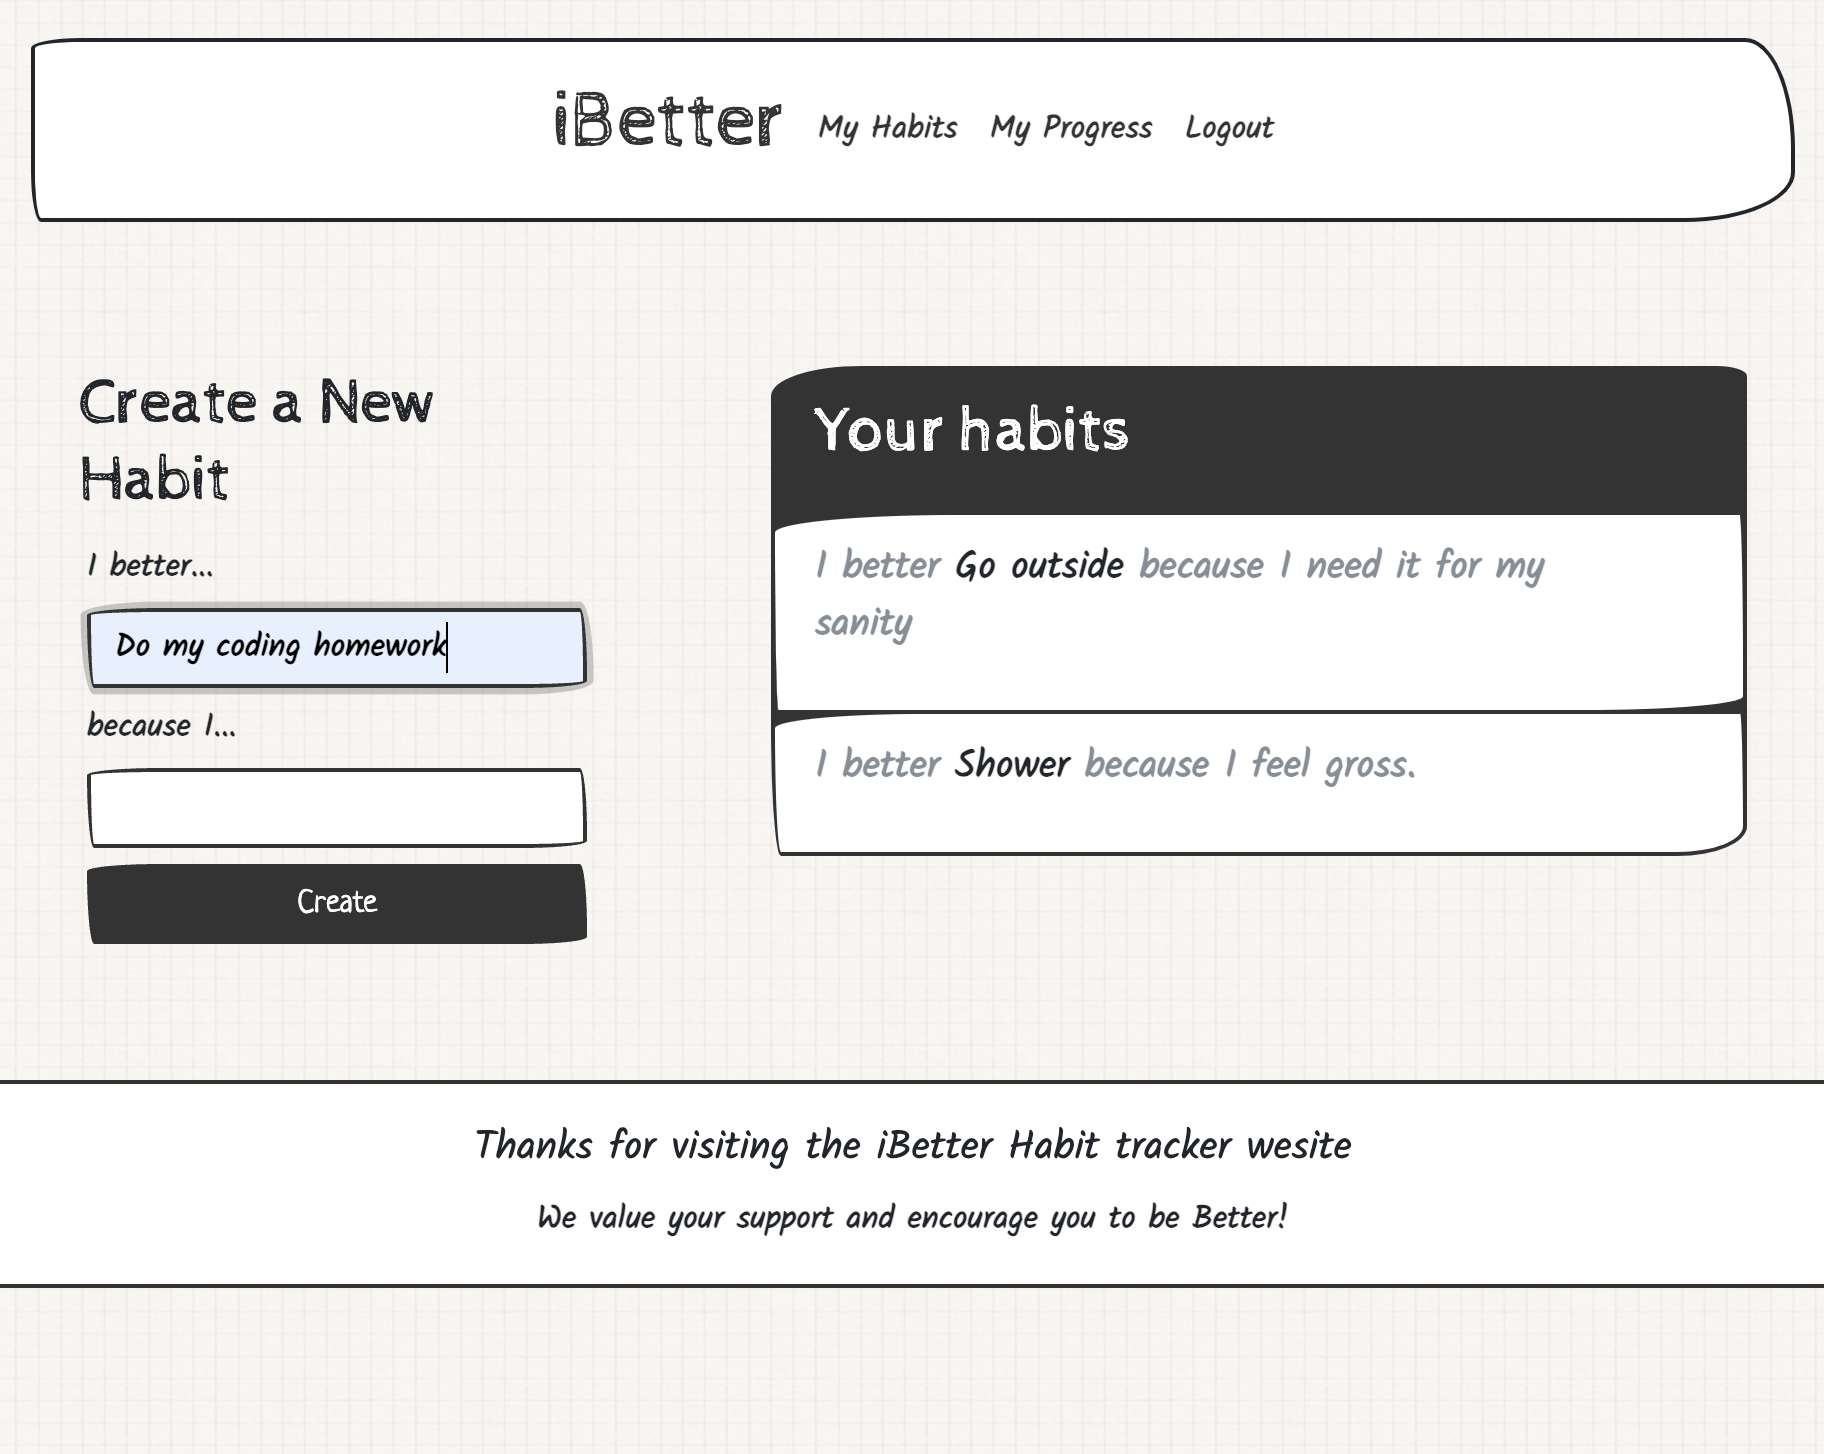 iBetter My Habits My Progress Logout
Create a New
Habit
I better...
Do my coding homework
because I...
Create
Your habits
I better Go outside because I need it for my
sanity
I better Shower because I feel gross.
Thanks for visiting the iBetter Habit tracker wesite
We value your support and encourage you to be Better!